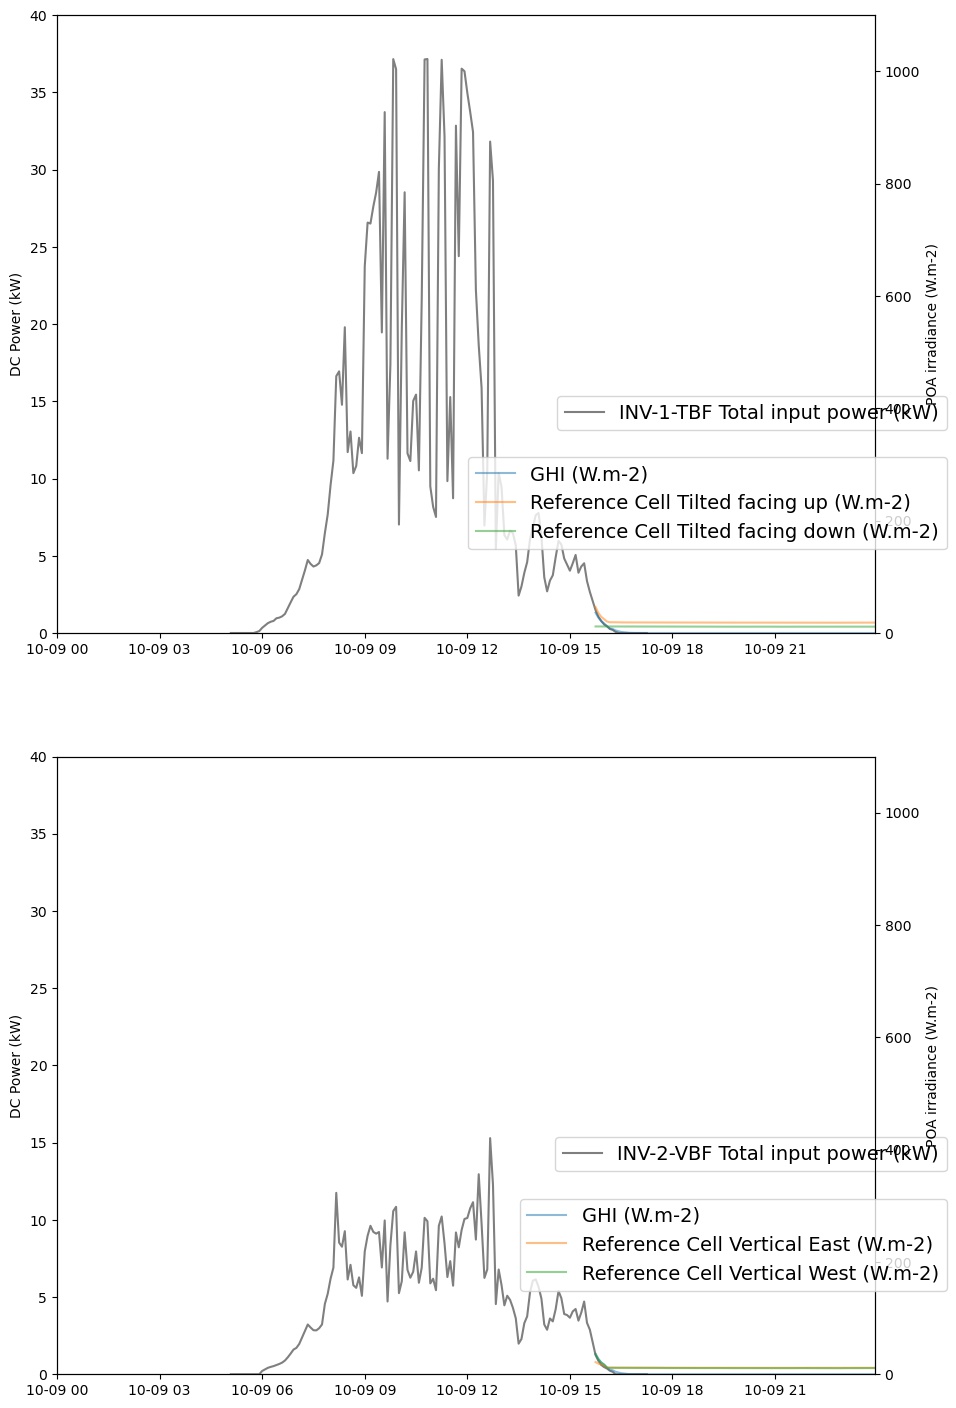 40
35
30
25
20
15
10
5
0
DC Power (kW)
1000
800
600
400
200
0
POA irradiance (W.m-2)
INV-1-TBF Total input power (kW)
GHI (W.m-2)
Reference Cell Tilted facing up (W.m-2)
Reference Cell Tilted facing down (W.m-2)
10-09 00 10-09 03 10-09 06 10-09 09 10-09 12 10-09 15 10-09 18 10-09 21
40
35
30
25
20
15
10
5
0
DC Power (kW)
1000
800
600
400
200
0
POA irradiance (W.m-2)
INV-2-VBF Total input power (kW)
GHI (W.m-2)
Reference Cell Vertical East (W.m-2)
Reference Cell Vertical West (W.m-2)
10-09 00 10-09 03 10-09 06 10-09 09 10-09 12 10-09 15 10-09 18 10-09 21